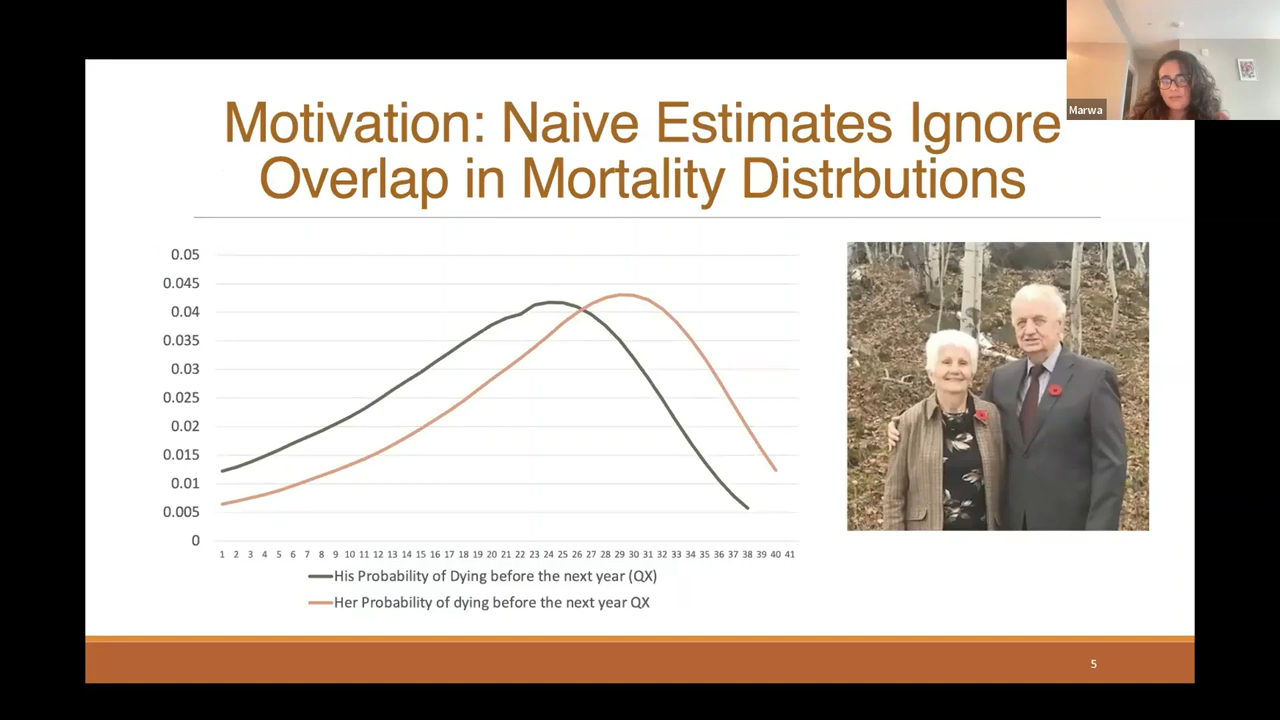 Marwa
Motivation: Naive Estimates Ignore
Overlap in Mortality Distrbutions
0.05
0.045
0.04
0.035
0.03
0.025
0.02
0.015
0.01
0.005
0
1 2 3 4 5 6 7 8 9 10 11 12 13 14 15 16 17 18 19 20 21 22 23 24 25 26 27 28 29 30 31 32 33 34 35 36 37 38 39 40 41
His Probability of Dying before the next year (QX)
Her Probability of dying before the next year QX
5